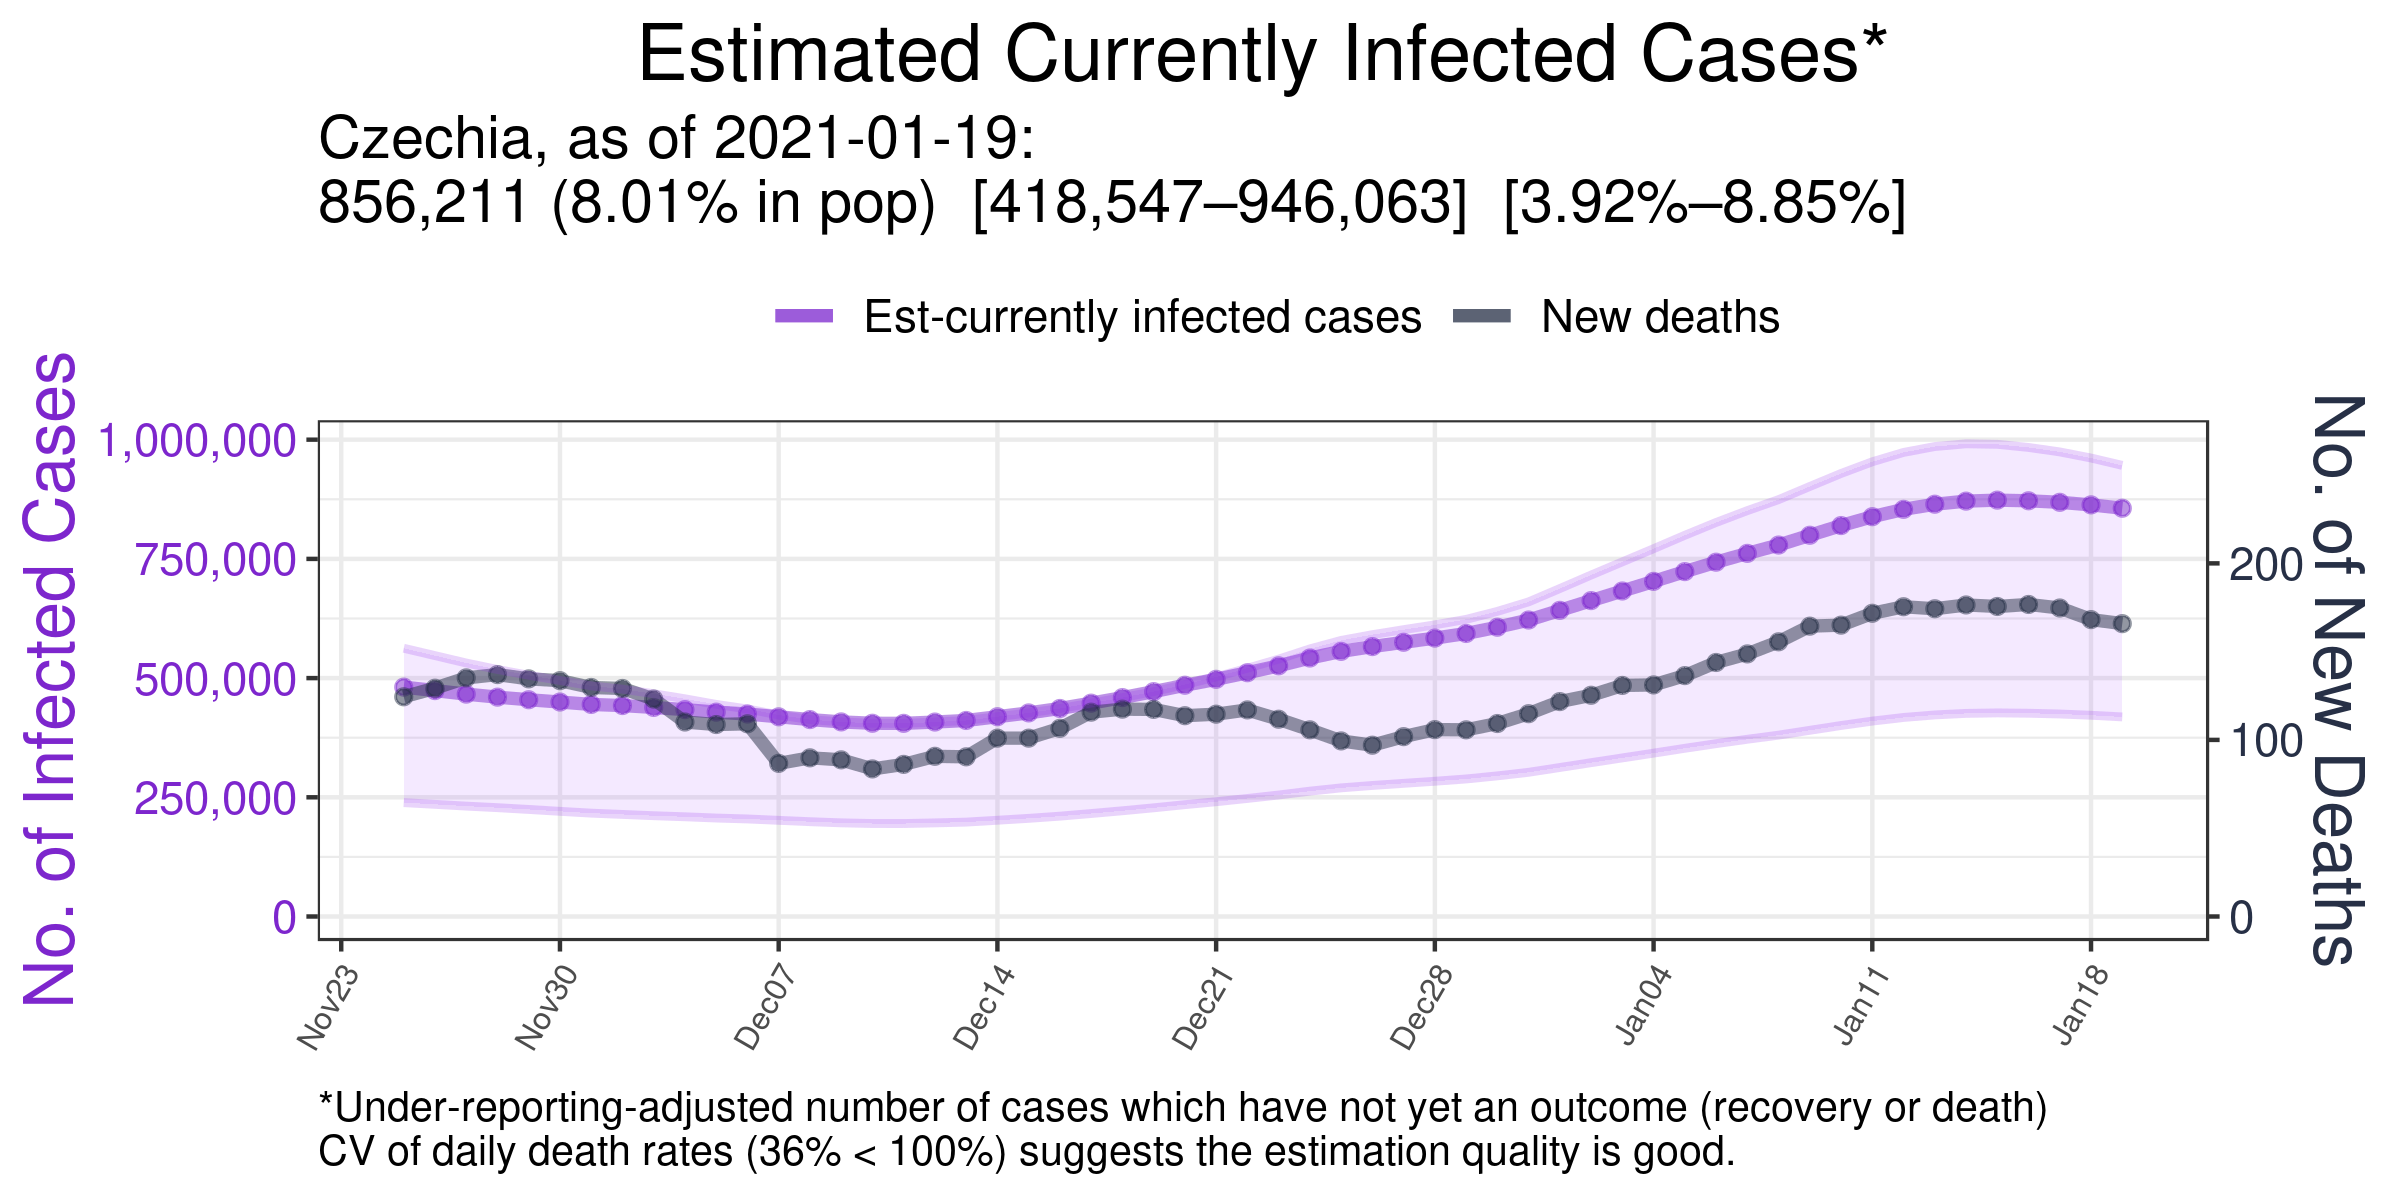 Estimated Currently Infected Cases*
Czechia, as of 2021-01-19:
856,211 (8.01% in pop)  [418,547–946,063]  [3.92%–8.85%]
Est-currently infected cases
New deaths
No. of Infected Cases
1,000,000
750,000
500,000
250,000
0
200
100
0
No. of New Deaths
Nov23
Nov30
Dec07
Dec14
Dec21
Dec28
Jan04
Jan11
Jan18
*Under-reporting-adjusted number of cases which have not yet an outcome (recovery or death)
CV of daily death rates (36% < 100%) suggests the estimation quality is good.